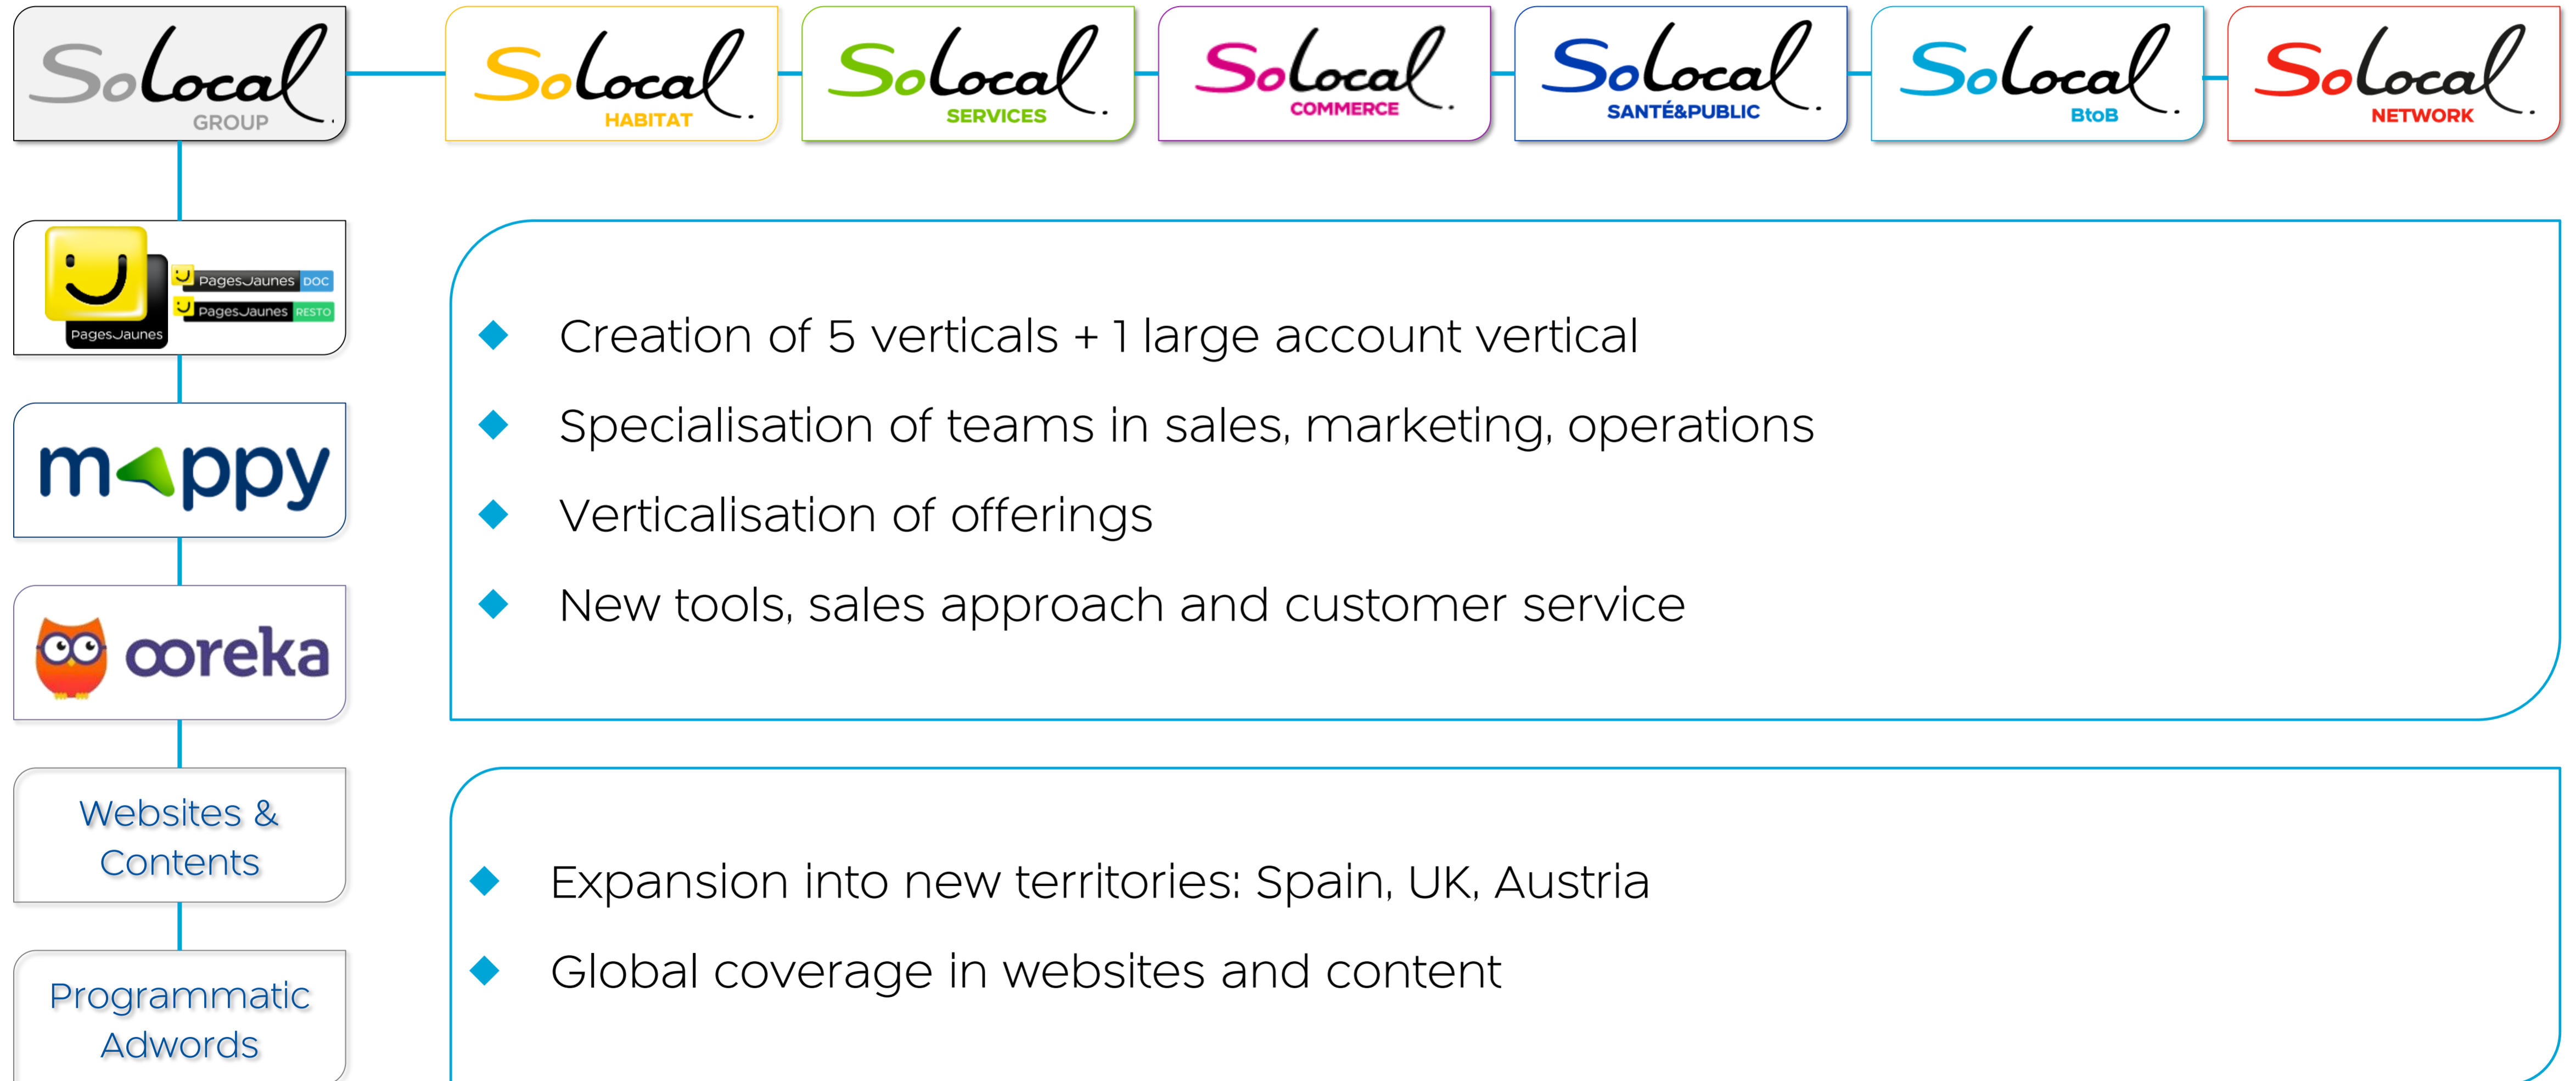 SoLocal
GROUP
SoLocal
HABITAT
SoLocal
SERVICES
SoLocal
COMMERCE
SoLocal
SANTÉ&PUBLIC
SoLocal
BtoB
SoLocal
NETWORK
PagesJaunes
PagesJaunes DOC
PagesJaunes RESTO
mappy
ooreka
Websites &
Contents
Programmatic
Adwords
Creation of 5 verticals + 1 large account vertical
Specialisation of teams in sales, marketing, operations
Verticalisation of offerings
New tools, sales approach and customer service
Expansion into new territories: Spain, UK, Austria
Global coverage in websites and content